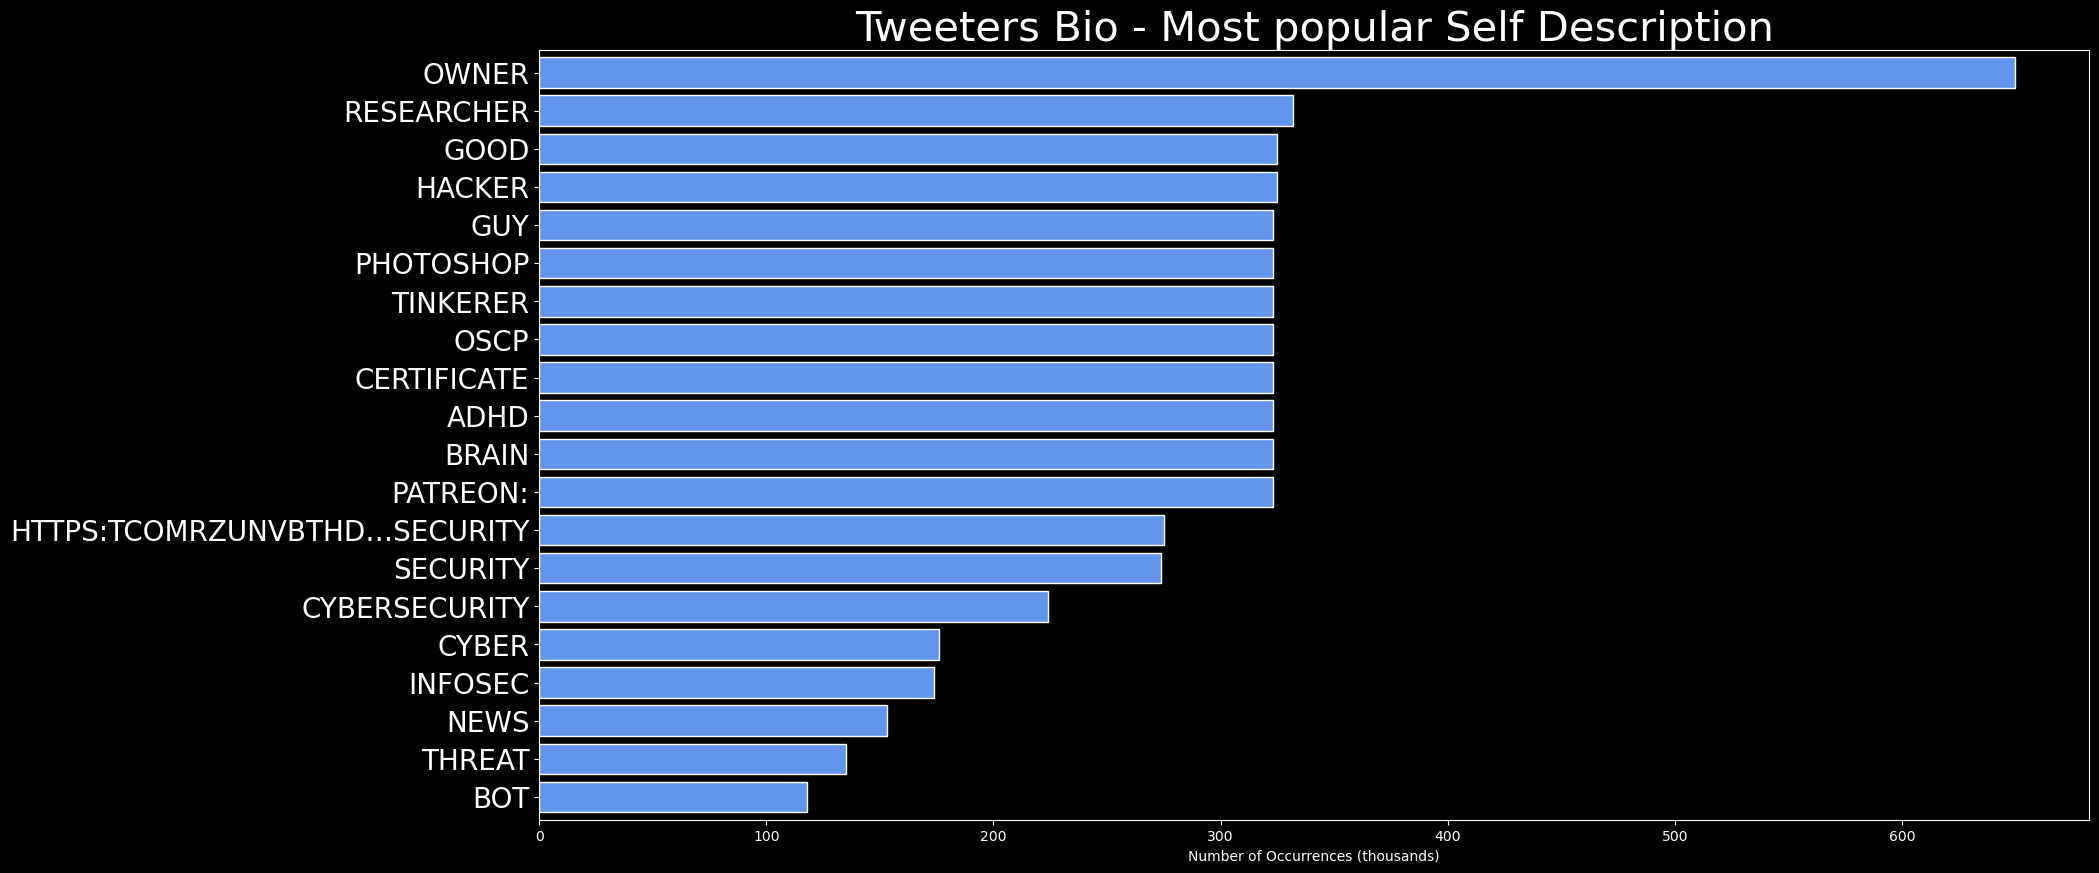 Tweeters Bio - Most popular Self Description
OWNER
RESEARCHER
GOOD
HACKER
GUY
PHOTOSHOP
TINKERER
OSCP
CERTIFICATE
ADHD
BRAIN
PATREON:
HTTPS:TCOMRZUNVBTHD...SECURITY
SECURITY
CYBERSECURITY
CYBER
INFOSEC
NEWS
THREAT
BOT
0 100 200 300 400 500 600
Number of Occurrences (thousands)